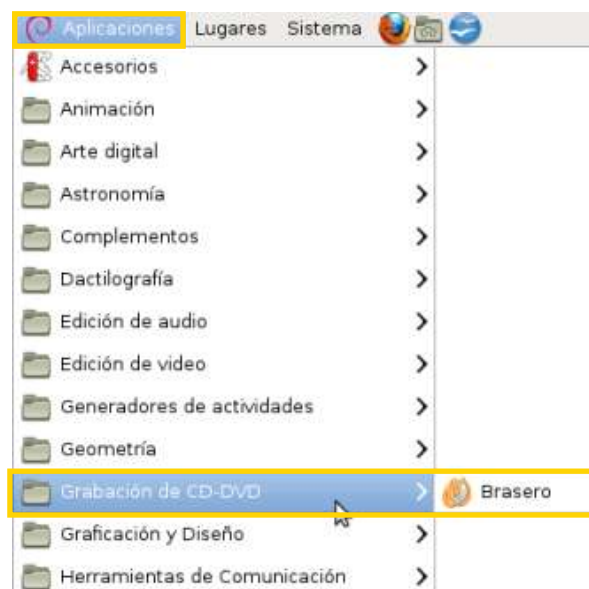 Aplicaciones Lugares Sistema
Accesorios
Animación
Arte digital
Astronomía
Complementos
Dactilografía
Edición de audio
Edición de video
Generadores de actividades
Geometría
Grabación de CD-DVD Brasero
Graficación y Diseño
Herramientas de Comunicación